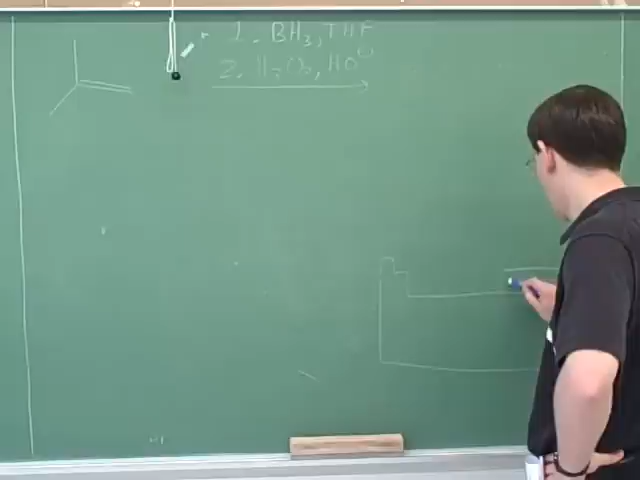 1. BH₃, THF
2. H₂O₂, HO⊖